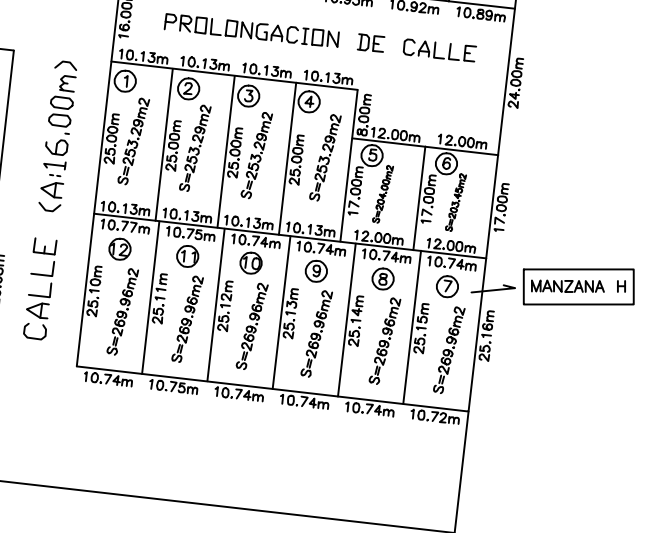 10.92m 10.89m
PROLONGACION DE CALLE
24.00m
CALLE (A:16.00m)
10.13m 10.13m 10.13m 10.13m
8.00m
12.00m 12.00m
1 2 3 4 5 6
25.00m S=253.29m2
25.00m S=253.29m2
25.00m S=253.29m2
25.00m S=253.29m2
17.00m S=204.00m2
17.00m S=203.45m2
17.00m
10.13m 10.13m 10.13m 10.13m
12.00m 12.00m
10.77m 10.75m 10.74m 10.74m 10.74m 10.74m
12 11 10 9 8 7
MANZANA H
25.10m S=269.96m2
25.11m S=269.96m2
25.12m S=269.96m2
25.13m S=269.96m2
25.14m S=269.96m2
25.15m S=269.96m2
25.16m
10.74m 10.75m 10.74m 10.74m 10.74m 10.72m